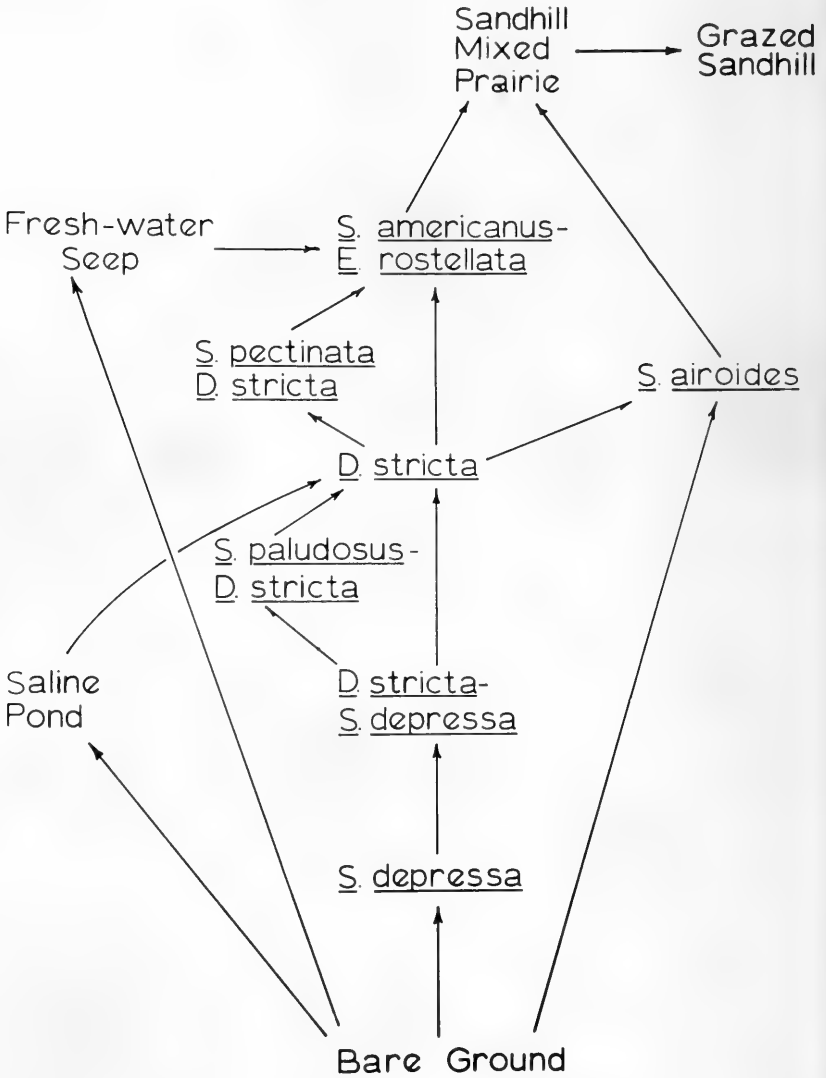 Sandhill
Mixed
Prairie
Grazed
Sandhill
Fresh-water
Seep
S. americanus-
E. rostellata
S. pectinata
D. stricta
S. airoides
D. stricta
S. paludosus-
D. stricta
Saline
Pond
D. stricta-
S. depressa
S. depressa
Bare Ground